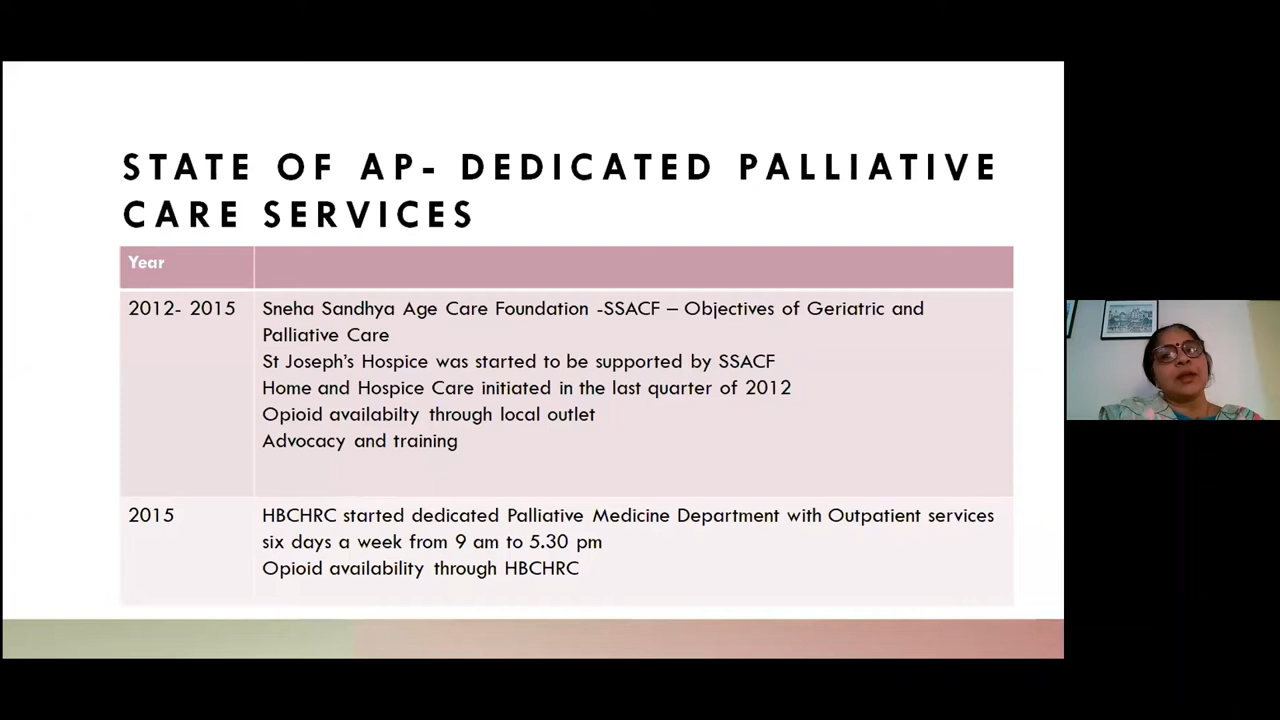 STATE OF AP- DEDICATED PALLIATIVE
CARE SERVICES
Year
2012- 2015
Sneha Sandhya Age Care Foundation -SSACF – Objectives of Geriatric and
Palliative Care
St Joseph's Hospice was started to be supported by SSACF
Home and Hospice Care initiated in the last quarter of 2012
Opioid availabilty through local outlet
Advocacy and training
2015
HBCHRC started dedicated Palliative Medicine Department with Outpatient services
six days a week from 9 am to 5.30 pm
Opioid availability through HBCHRC